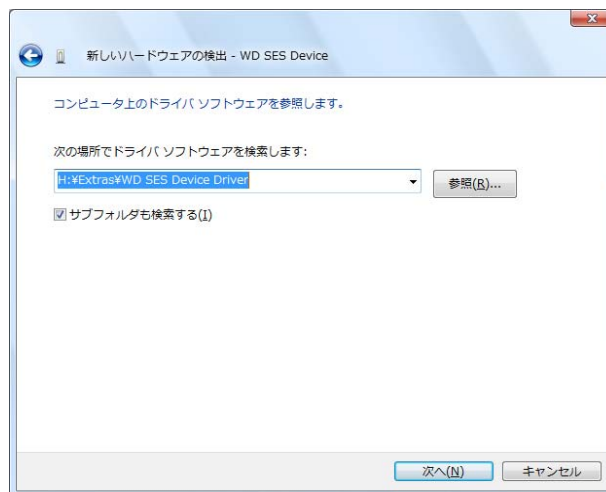 新しいハードウェアの検出 - WD SES Device
コンピュータ上のドライバ ソフトウェアを参照します。
次の場所でドライバ ソフトウェアを検索します:
H:¥Extras¥WD SES Device Driver
参照(R)...
サブフォルダも検索する(I)
次へ(N) キャンセル